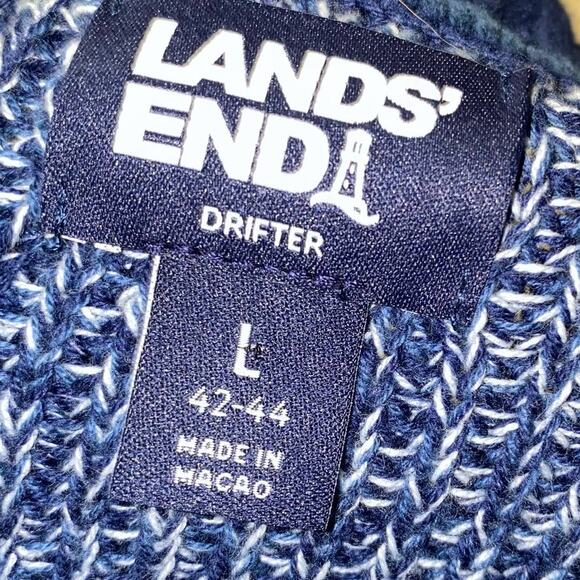 LANDS'
END
DRIFTER
L
42-44
MADE IN
MACAO